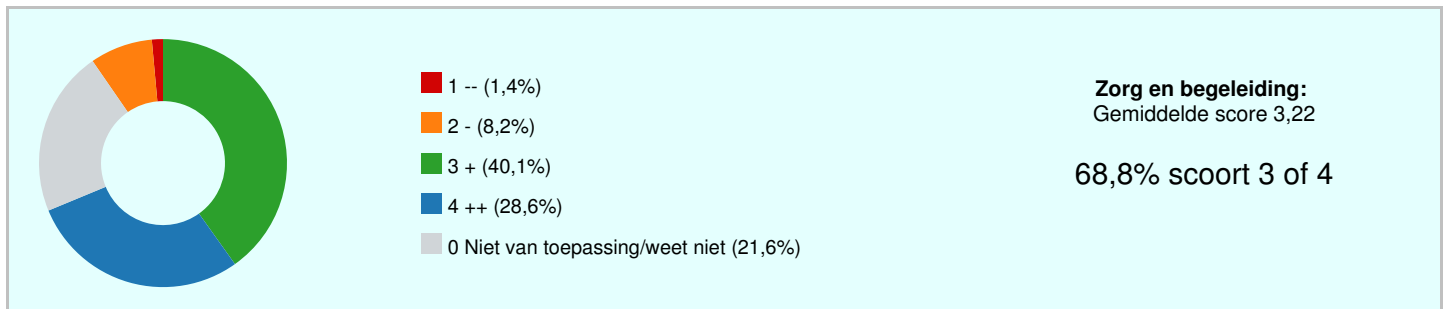 1 -- (1,4%)
2 - (8,2%)
3 + (40,1%)
4 ++ (28,6%)
0 Niet van toepassing/weet niet (21,6%)
Zorg en begeleiding:
Gemiddelde score 3,22
68,8% scoort 3 of 4